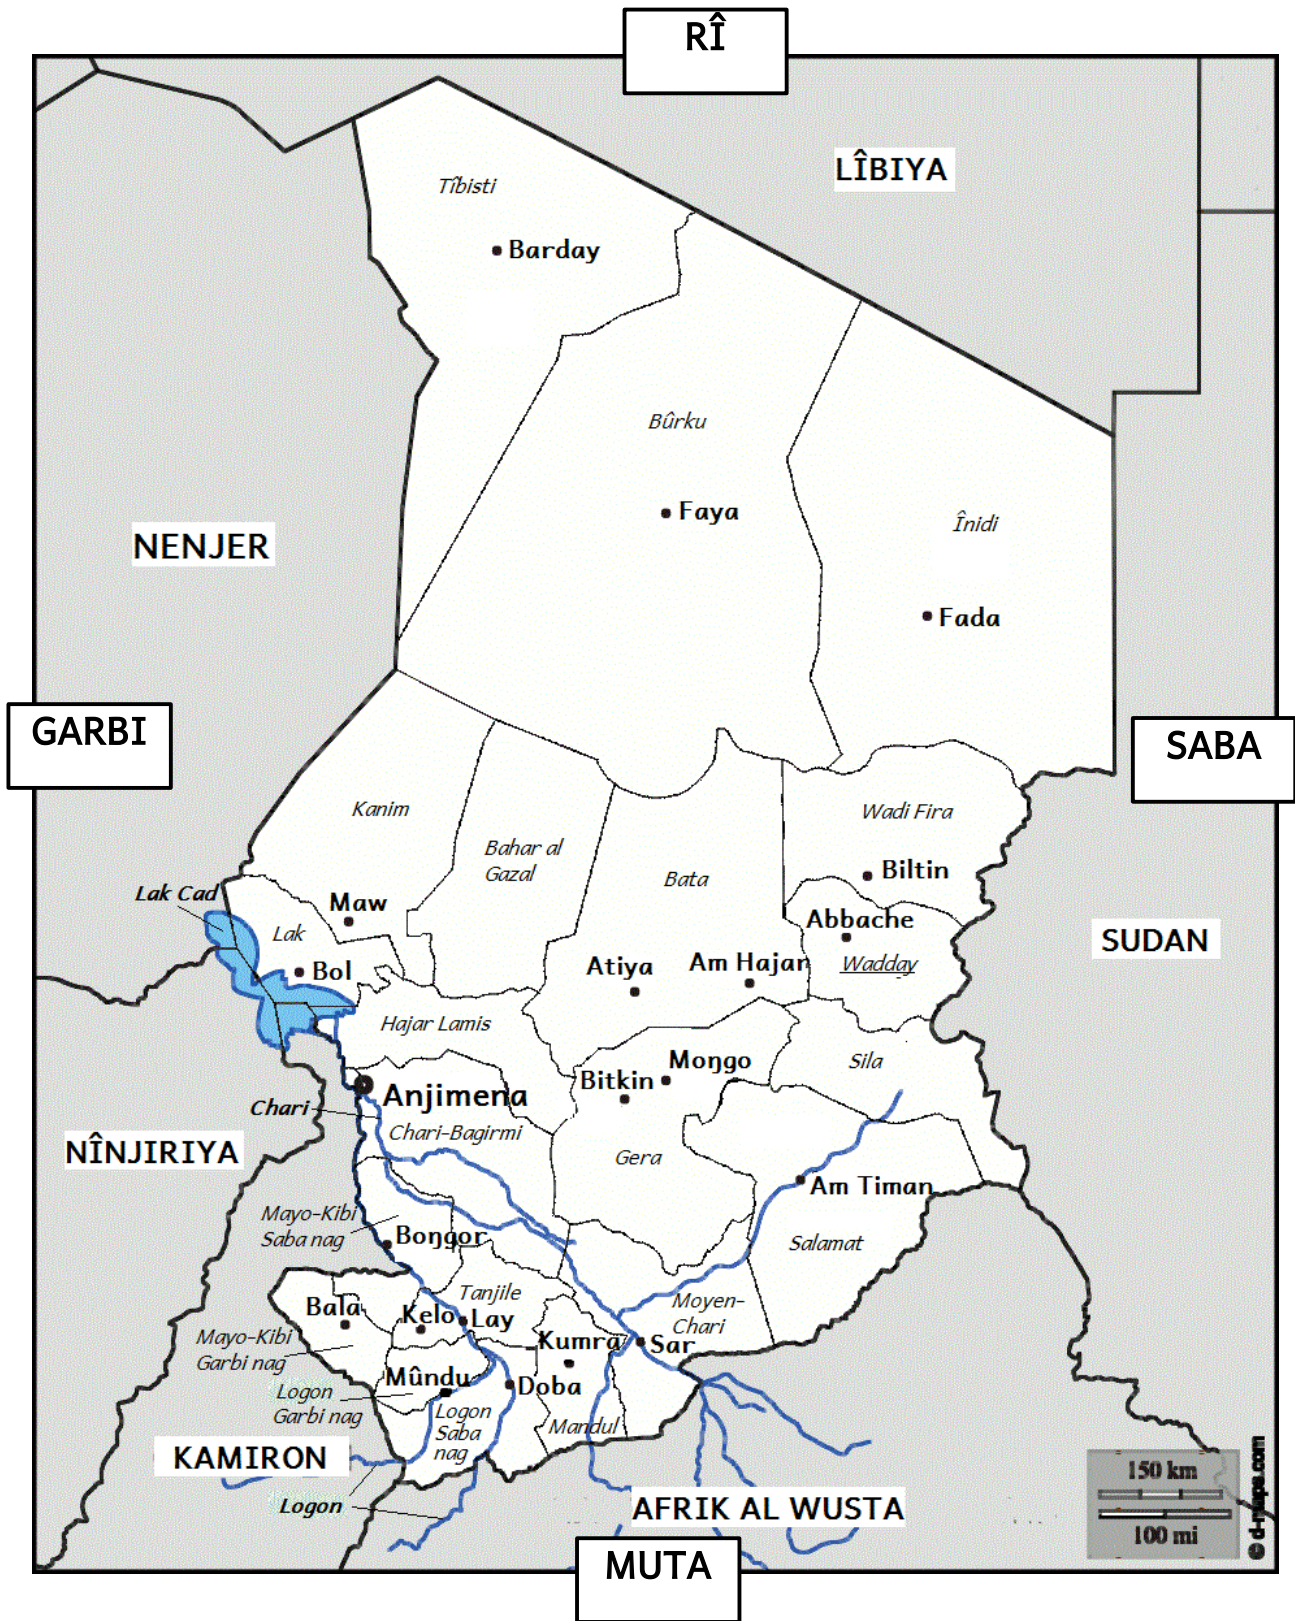 RÎ
LÎBIYA
Tîbisti
Barday
Bûrku
Faya
Înidi
NENJER
Fada
GARBI
SABA
Kanim
Wadi Fira
Bahar al
Gazal
Bata
Biltin
Lak Cad
Maw
Abbache
Lak
Wadday
SUDAN
Bol
Atiya
Am Hajar
Hajar Lamis
Sila
Moŋgo
Bitkin
Anjimena
Chari
Chari-Bagirmi
NÎNJIRIYA
Gera
Am Timan
Mayo-Kibi
Saba nag
Boŋgor
Salamat
Tanjile
Moyen-
Chari
Bala
Kelo
Lay
Mayo-Kibi
Garbi nag
Kumra
Sar
Mûndu
Doba
Logon
Garbi nag
Logon
Saba
nag
Mandul
KAMIRON
Logon
AFRIK AL WUSTA
150 km
100 mi
© d-maps.com
MUTA